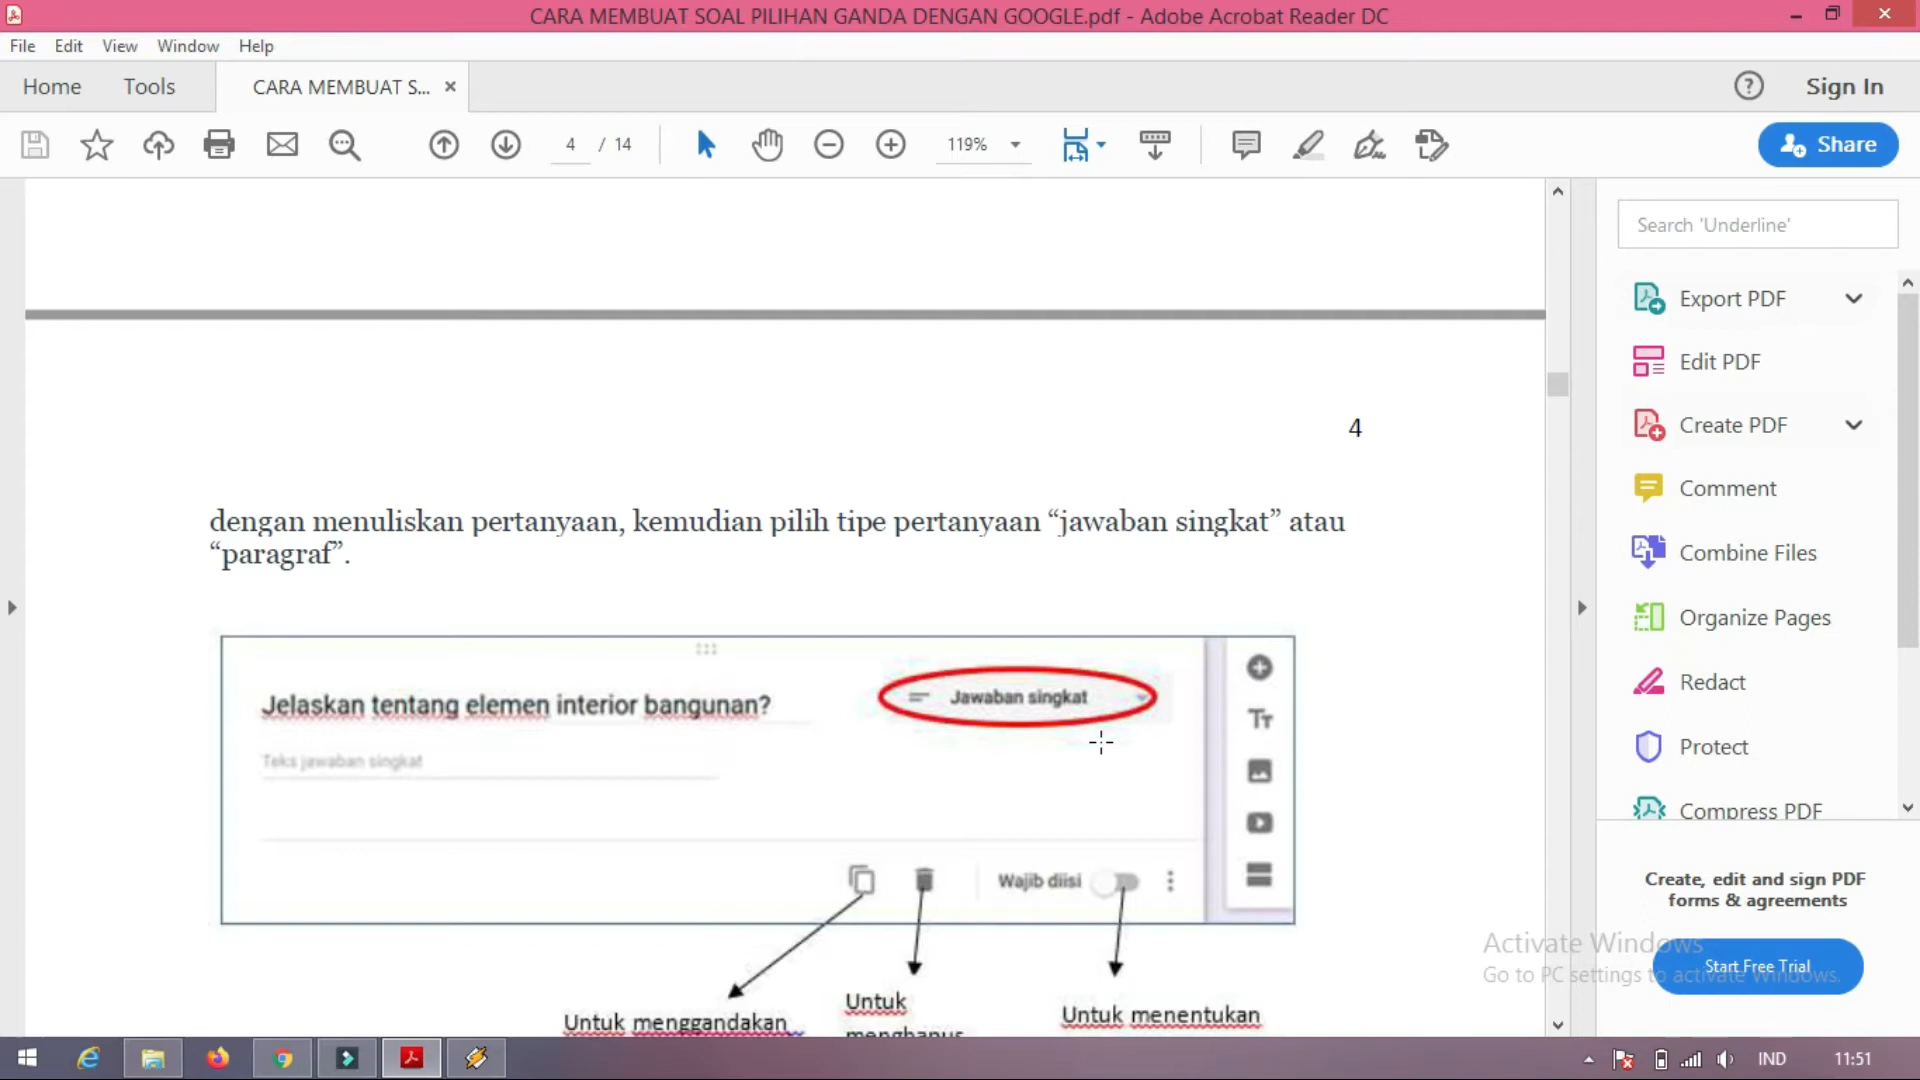 CARA MEMBUAT SOAL PILIHAN GANDA DENGAN GOOGLE.pdf - Adobe Acrobat Reader DC
File Edit View Window Help
Home Tools CARA MEMBUAT S... Sign In
4 / 14 119% Share
Search 'Underline'
Export PDF
Edit PDF
Create PDF
Comment
Combine Files
Organize Pages
Redact
Protect
Compress PDF
Create, edit and sign PDF
forms & agreements
Start Free Trial
4
dengan menuliskan pertanyaan, kemudian pilih tipe pertanyaan “jawaban singkat” atau
“paragraf”.
Jelaskan tentang elemen interior bangunan?
Jawaban singkat
Teks jawaban singkat
Wajib diisi
Untuk menggandakan
Untuk
menghapus
Untuk menentukan
Activate Windows
Go to PC settings to activate Windows.
IND 11:51